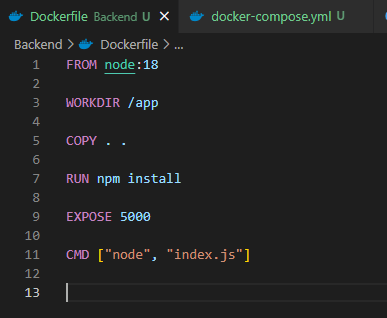 Dockerfile Backend U docker-compose.yml U
Backend > Dockerfile > ...
1 FROM node:18
2
3 WORKDIR /app
4
5 COPY . .
6
7 RUN npm install
8
9 EXPOSE 5000
10
11 CMD ["node", "index.js"]
12
13